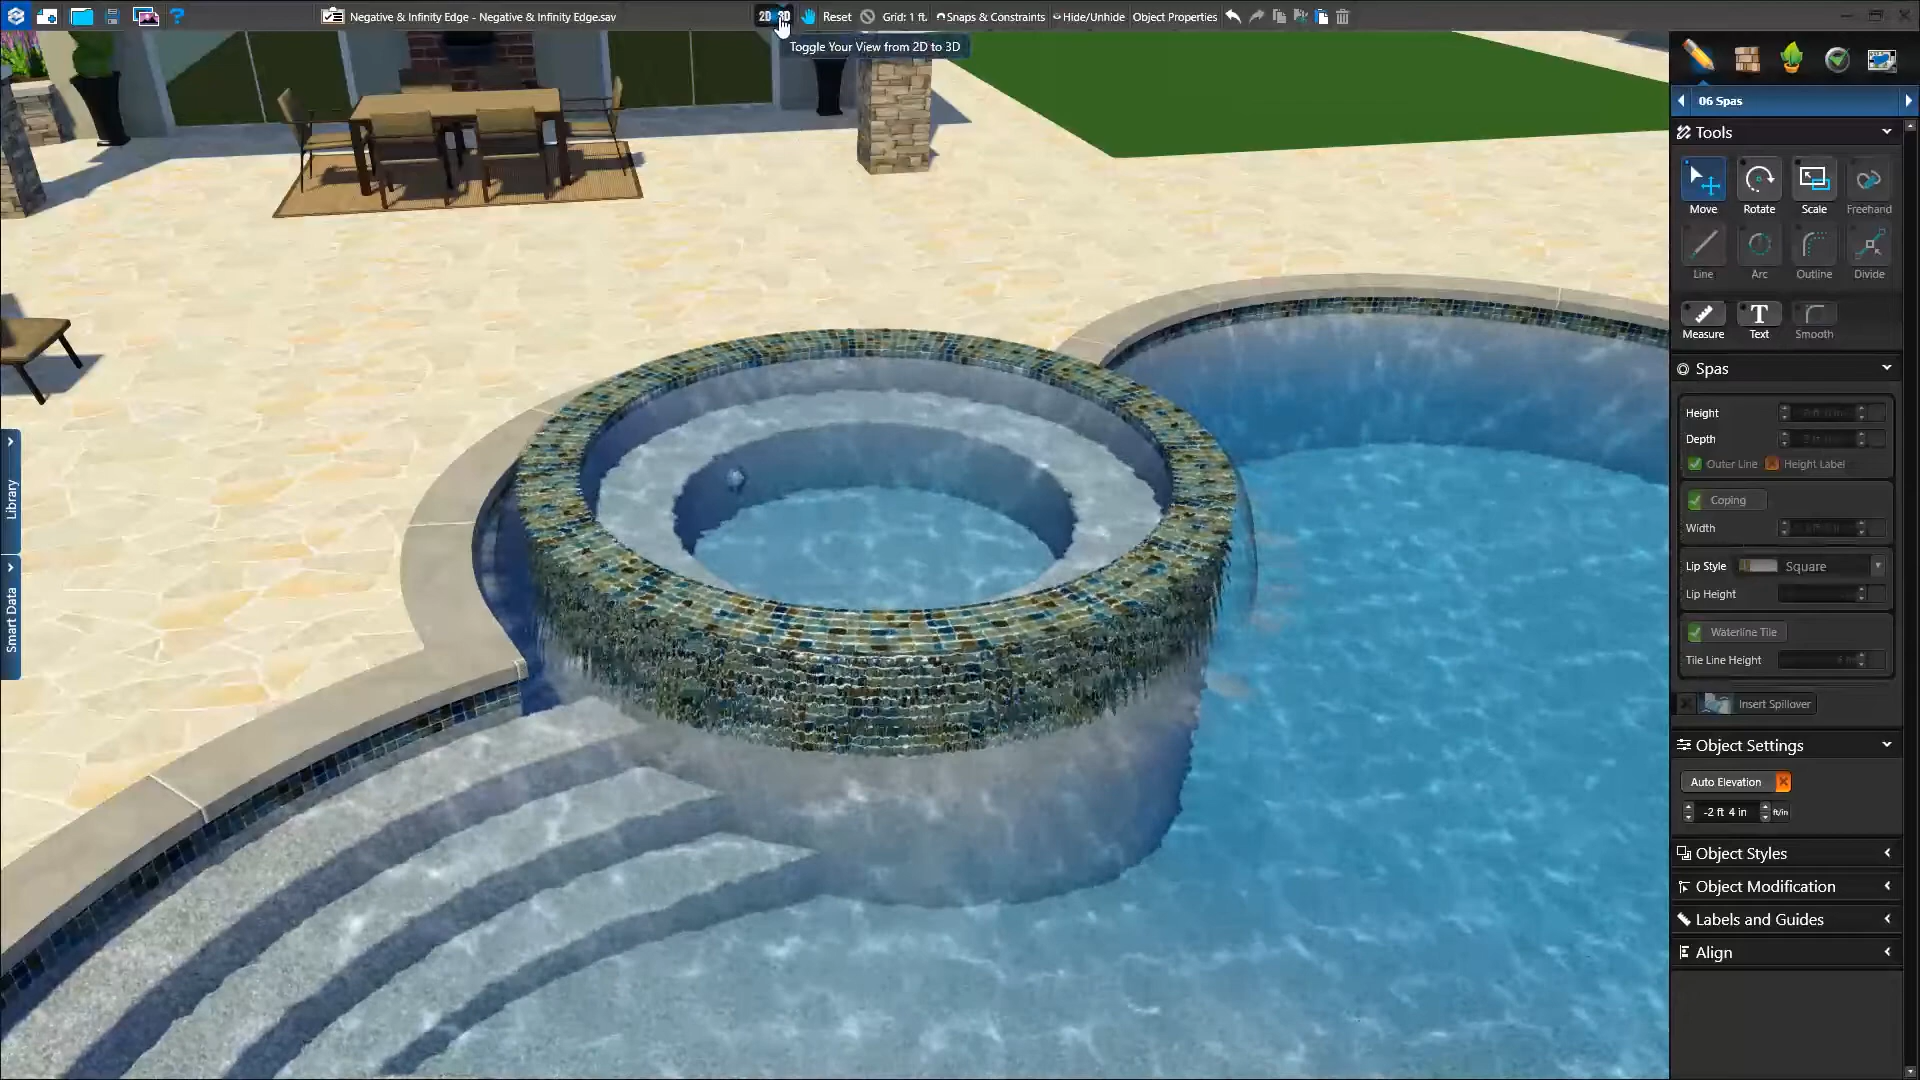 Negative & Infinity Edge - Negative & Infinity Edge.sav
2D 3D
Reset
Grid: 1 ft.
Snaps & Constraints
Hide/Unhide
Object Properties
Toggle Your View from 2D to 3D
06 Spas
Tools
Move Rotate Scale Freehand
Line Arc Outline Divide
Measure Text Smooth
Spas
Height
Depth
Outer Line Height Label
Coping
Width
Lip Style Square
Lip Height
Waterline Tile
Tile Line Height
Insert Spillover
Object Settings
Auto Elevation
-2 ft 4 in ft/in
Object Styles
Object Modification
Labels and Guides
Align
Library
Smart Data